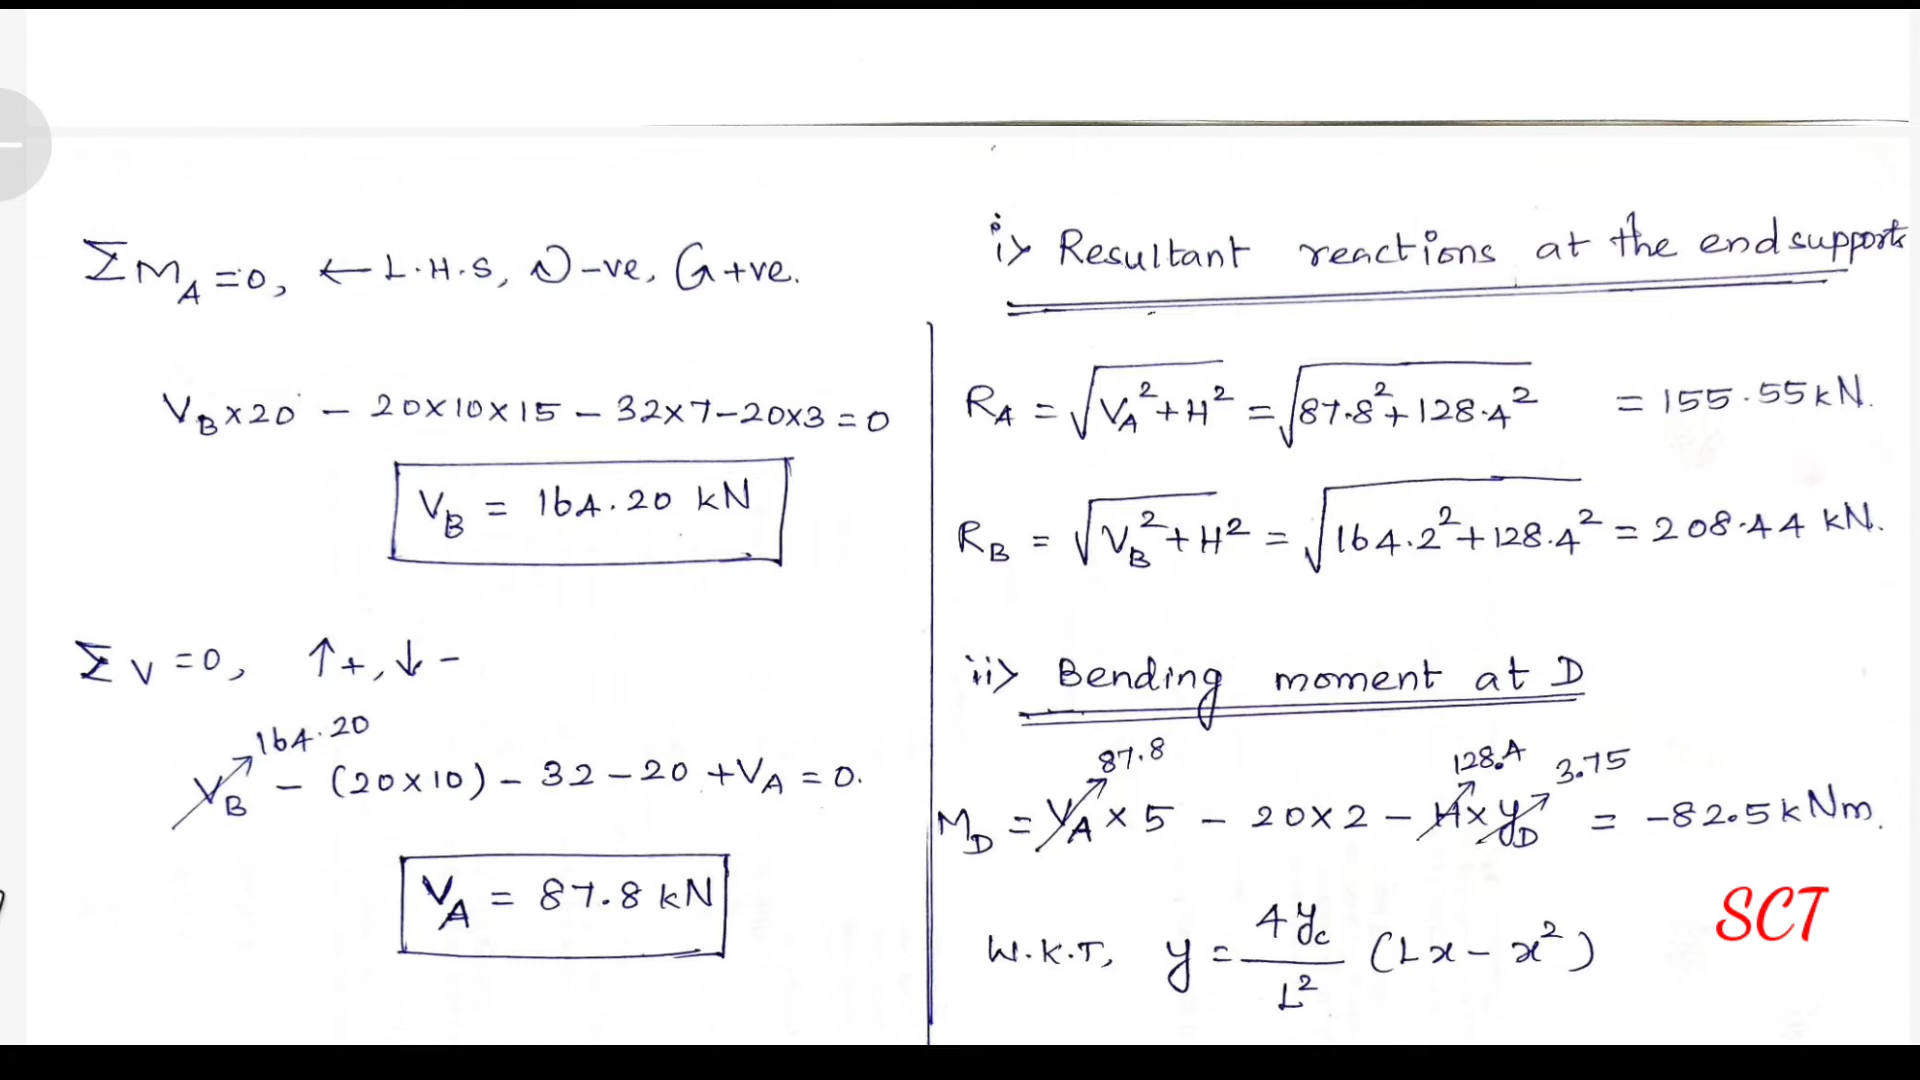 ΣM_A=0, ← L.H.S, ↻ -ve, ↺ +ve.
V_B×20 - 20×10×15 - 32×7-20×3=0
V_B = 164.20 kN
ΣV=0, ↑+,↓-
164.20
V_B - (20×10) - 32-20 +V_A = 0.
V_A = 87.8 kN
i> Resultant reactions at the end supports
R_A = √V_A²+H² = √87.8²+128.4² = 155.55kN.
R_B = √V_B²+H² = √164.2²+128.4² = 208.44 kN.
ii> Bending moment at D
87.8 128.4 3.75
M_D = V_A × 5 - 20×2 - H×y_D = -82.5kNm.
W.K.T, y = 4y_c/L² (Lx - x²)
SCT